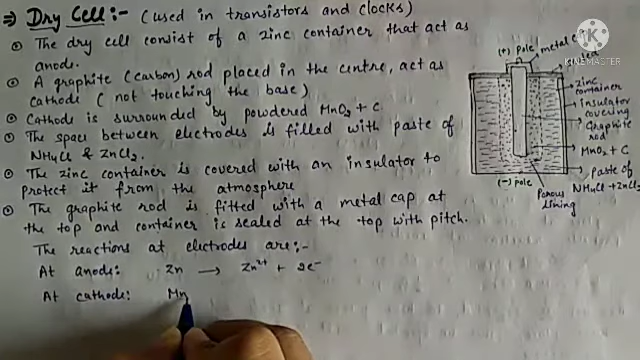 ⇒ Dry Cell:- (used in transistors and clocks)
The dry cell consist of a zinc container that act as
anode.
A graphite (carbon) rod placed in the centre, act as
cathode (not touching the base)
Cathode is surrounded by powdered MnO2 + C
The space between electrodes is filled with paste of
NH4Cl & ZnCl2.
The zinc container is covered with an insulator to
protect it from the atmosphere
The graphite rod is fitted with a metal cap at
the top and container is sealed at the top with pitch.
The reactions at electrodes are:-
At anode: Zn → Zn2+ + 2e-
At cathode: Mn
(+) pole
metal
KINEMASTER
zinc
container
insulator
covering
Graphite
rod
MnO2 + C
Paste of
NH4Cl + ZnCl2
(-) pole
Porous
lining